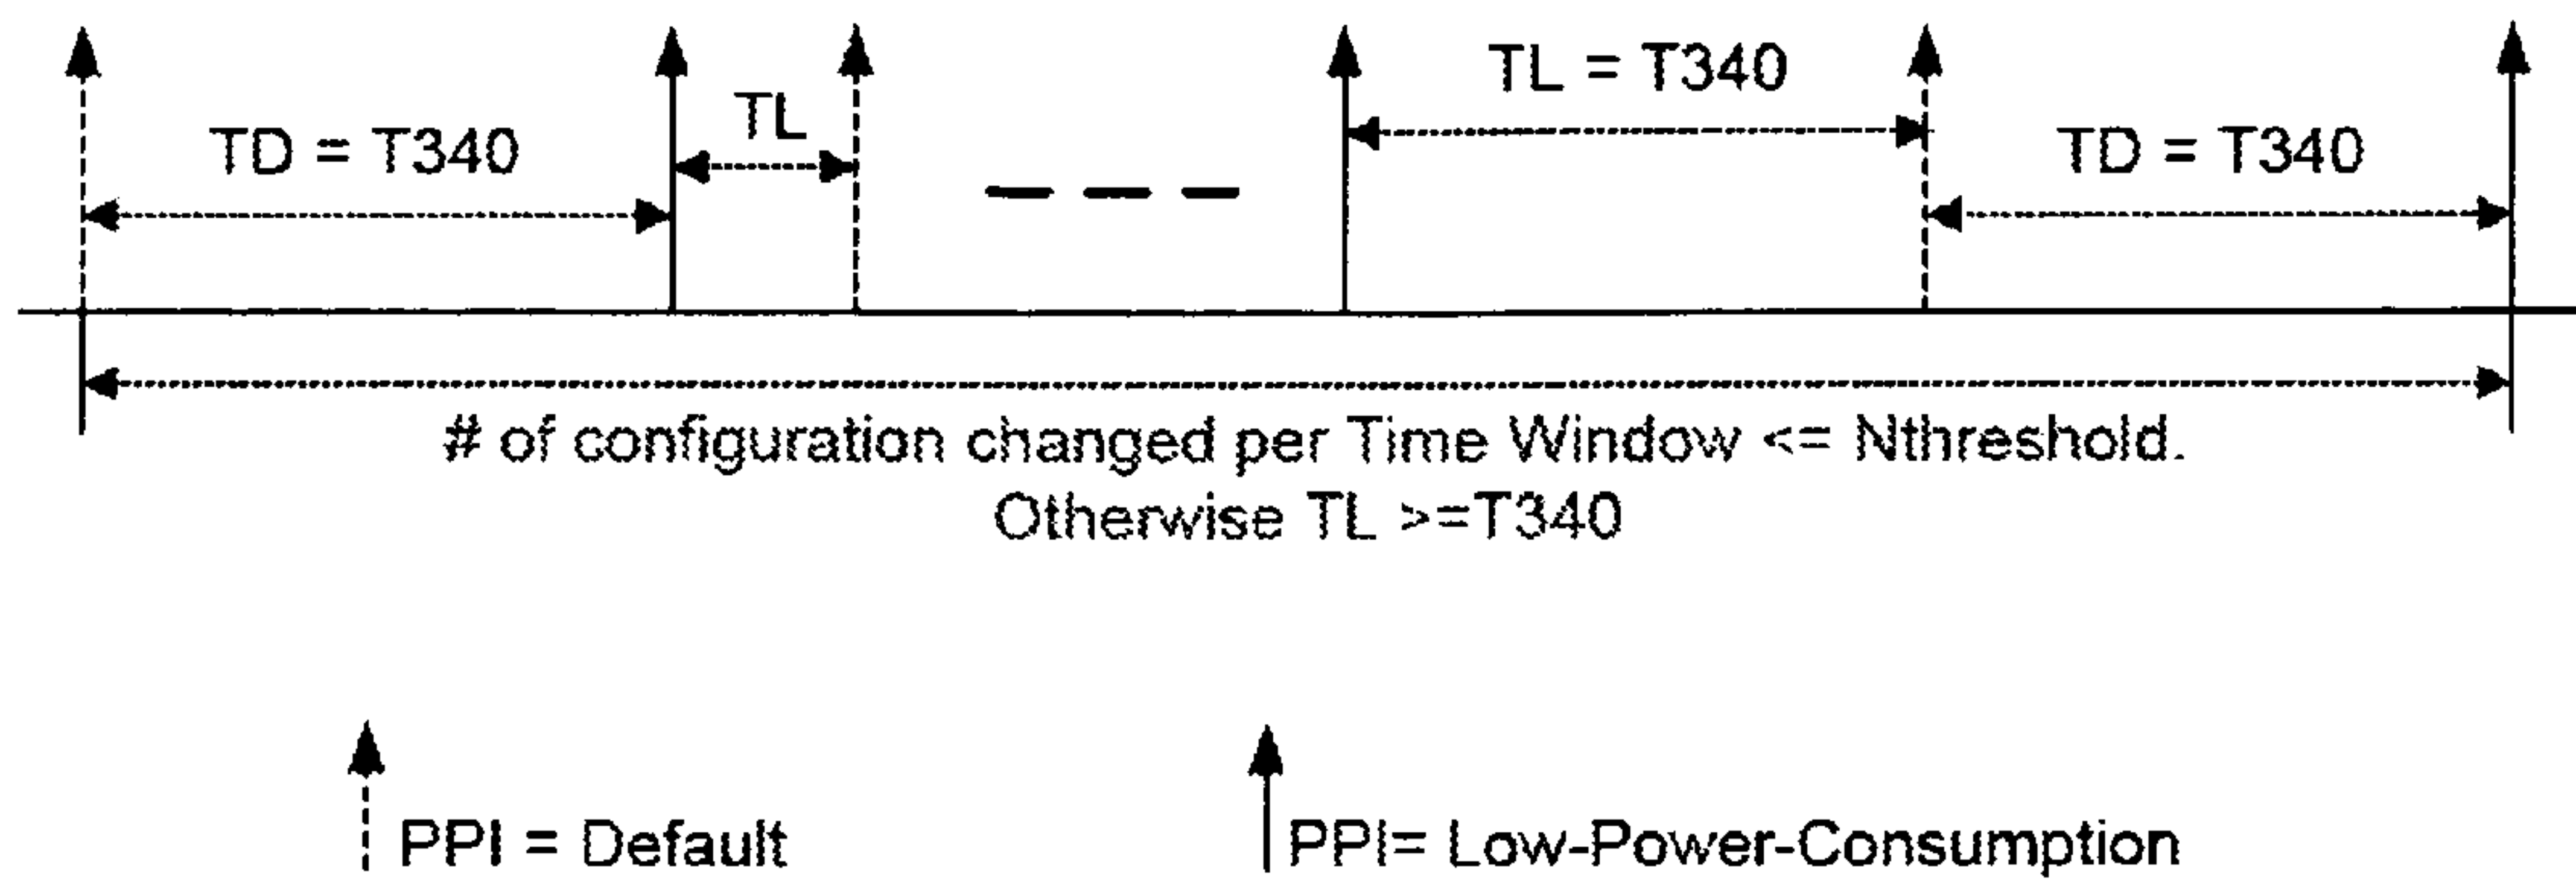 TD = T340
TL
TL = T340
TD = T340
# of configuration changed per Time Window <= Nthreshold.
Otherwise TL >=T340
PPI = Default
PPI= Low-Power-Consumption